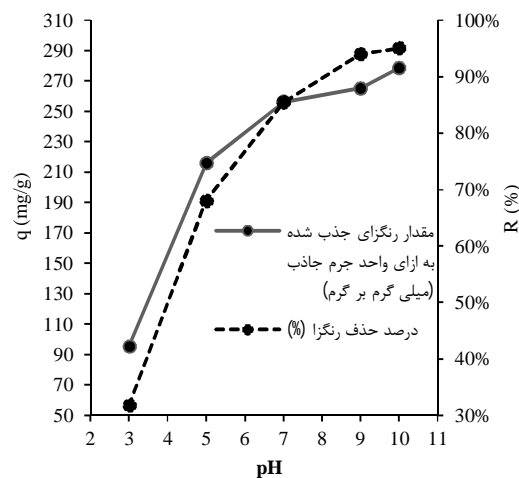 310
290
270
250
230
210
190
170
150
130
110
90
70
50
q (mg/g)
100%
90%
80%
70%
60%
50%
40%
30%
R (%)
مقدار رنگزای جذب شده
به ازای واحد جرم جاذب
(میلی گرم بر گرم)
درصد حذف رنگزا (%)
2 3 4 5 6 7 8 9 10 11
pH